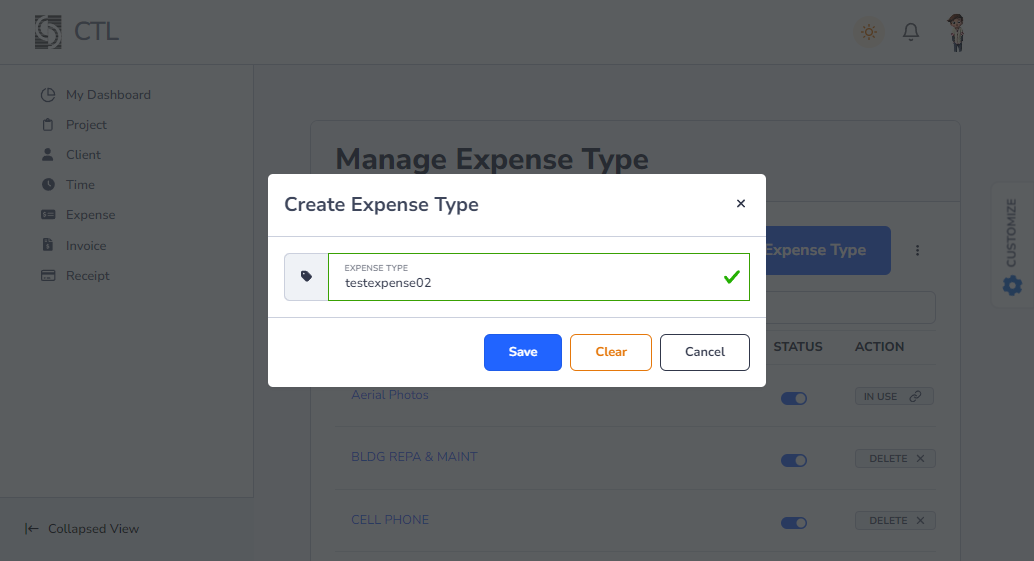 CTL
My Dashboard
Project
Client
Time
Expense
Invoice
Receipt
Collapsed View
Manage Expense Type
Create Expense Type
EXPENSE TYPE
testexpense02
Save
Clear
Cancel
Expense Type
CUSTOMIZE
STATUS ACTION
Aerial Photos IN USE
BLDG REPA & MAINT DELETE
CELL PHONE DELETE